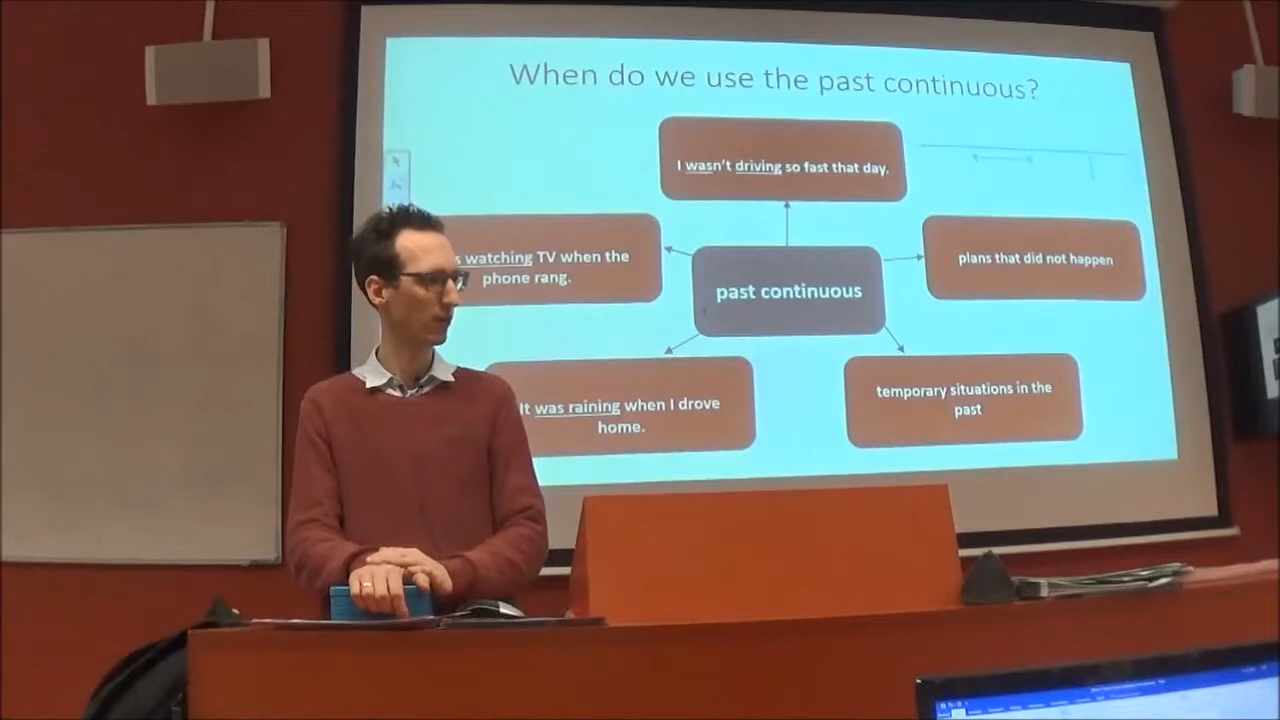 When do we use the past continuous?
I wasn't driving so fast that day.
watching TV when the
phone rang.
plans that did not happen
past continuous
It was raining when I drove
home.
temporary situations in the
past